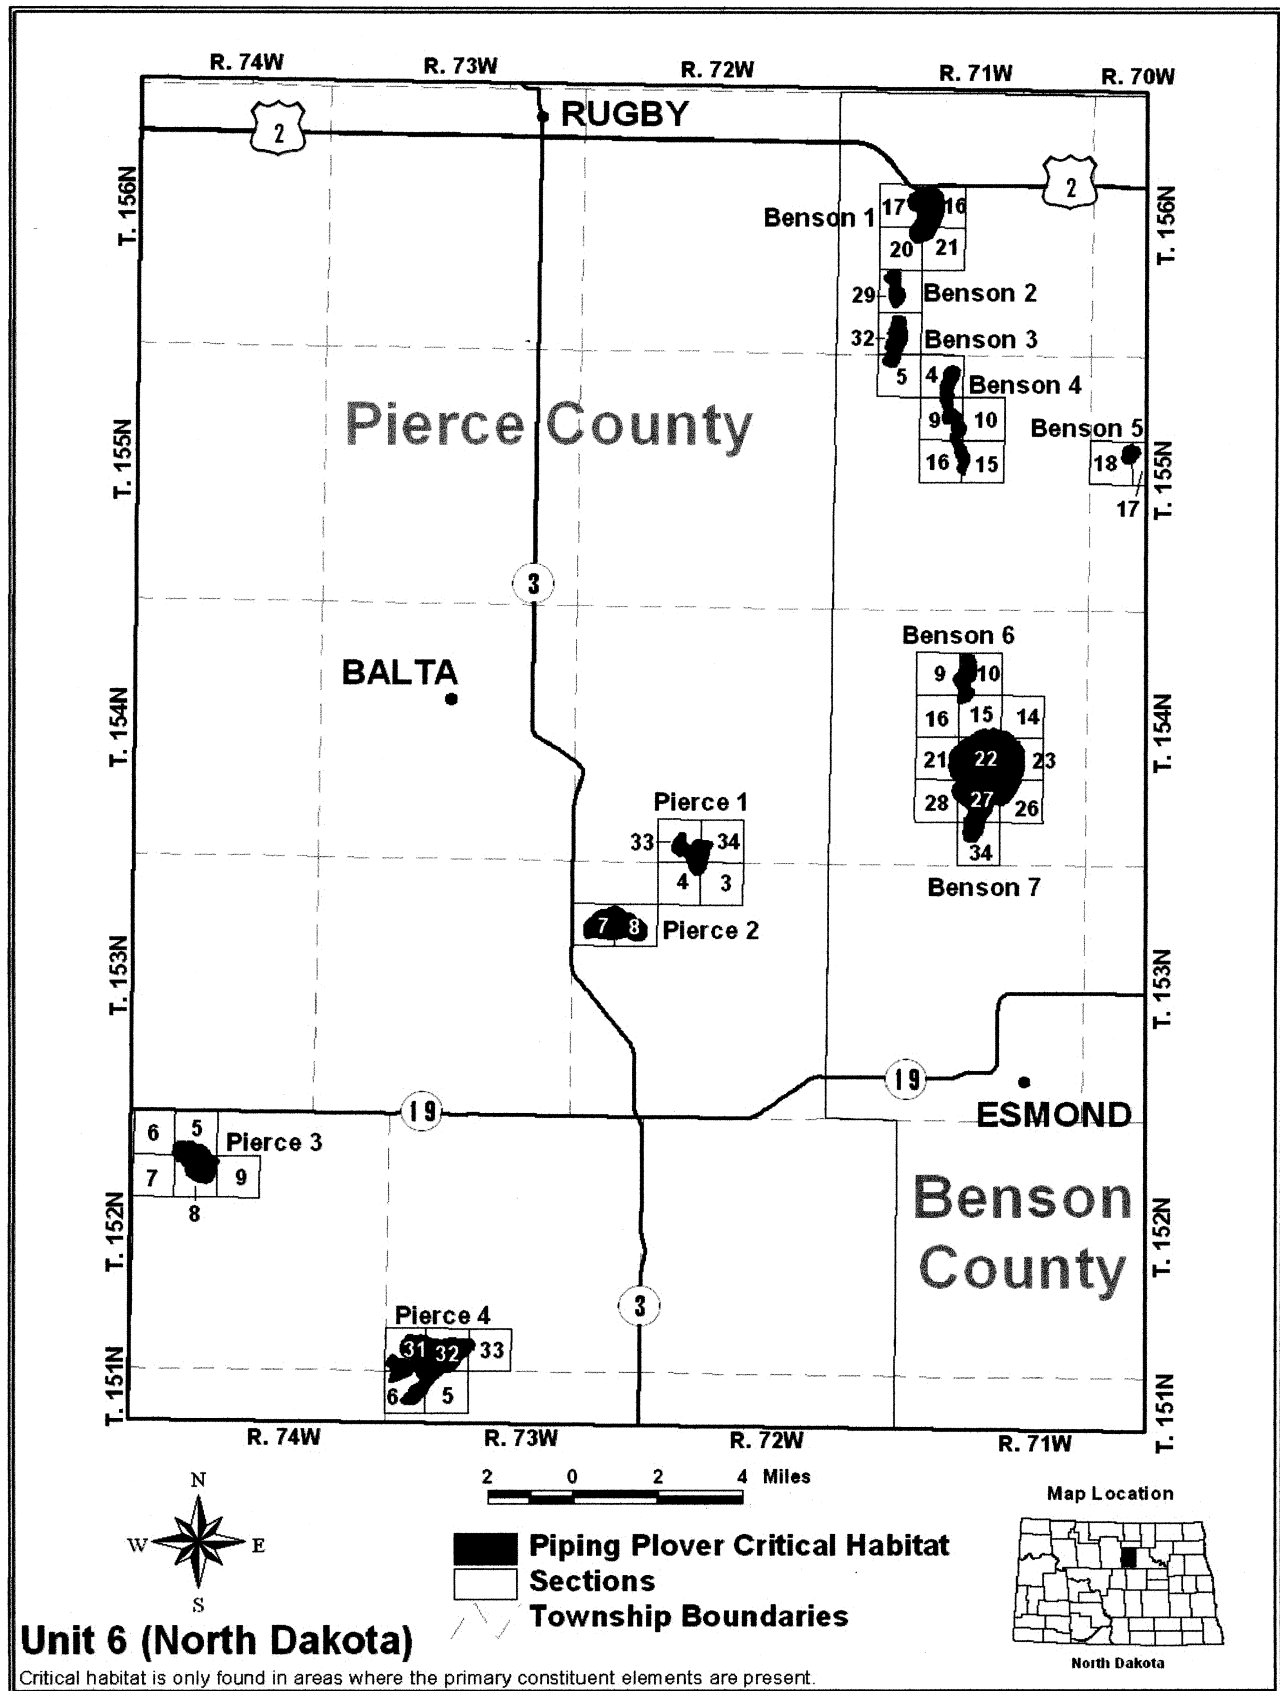 R. 74W R. 73W R. 72W R. 71W R. 70W
RUGBY
2
2
T. 156N
T. 156N
Benson 1
17 16
20 21
29 Benson 2
32 Benson 3
5 4 Benson 4
9 10
16 15
Benson 5
18
17
Pierce County
T. 155N
T. 155N
3
BALTA
Benson 6
9 10
16 15 14
21 22 23
28 27 26
34
Benson 7
T. 154N
T. 154N
Pierce 1
33 34
4 3
7 8 Pierce 2
T. 153N
T. 153N
19
19
ESMOND
6 5 Pierce 3
7 9
8
Benson
County
T. 152N
T. 152N
3
Pierce 4
31 32 33
6 5
T. 151N
T. 151N
R. 74W R. 73W R. 72W R. 71W
2 0 2 4 Miles
N
W E
S
Piping Plover Critical Habitat
Sections
Township Boundaries
Map Location
North Dakota
Unit 6 (North Dakota)
Critical habitat is only found in areas where the primary constituent elements are present.